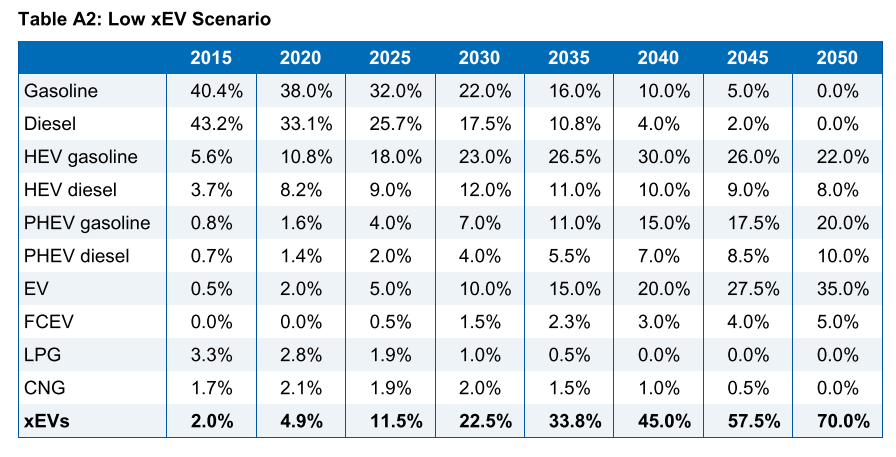 Table A2: Low xEV Scenario
2015 2020 2025 2030 2035 2040 2045 2050
Gasoline 40.4% 38.0% 32.0% 22.0% 16.0% 10.0% 5.0% 0.0%
Diesel 43.2% 33.1% 25.7% 17.5% 10.8% 4.0% 2.0% 0.0%
HEV gasoline 5.6% 10.8% 18.0% 23.0% 26.5% 30.0% 26.0% 22.0%
HEV diesel 3.7% 8.2% 9.0% 12.0% 11.0% 10.0% 9.0% 8.0%
PHEV gasoline 0.8% 1.6% 4.0% 7.0% 11.0% 15.0% 17.5% 20.0%
PHEV diesel 0.7% 1.4% 2.0% 4.0% 5.5% 7.0% 8.5% 10.0%
EV 0.5% 2.0% 5.0% 10.0% 15.0% 20.0% 27.5% 35.0%
FCEV 0.0% 0.0% 0.5% 1.5% 2.3% 3.0% 4.0% 5.0%
LPG 3.3% 2.8% 1.9% 1.0% 0.5% 0.0% 0.0% 0.0%
CNG 1.7% 2.1% 1.9% 2.0% 1.5% 1.0% 0.5% 0.0%
xEVs 2.0% 4.9% 11.5% 22.5% 33.8% 45.0% 57.5% 70.0%